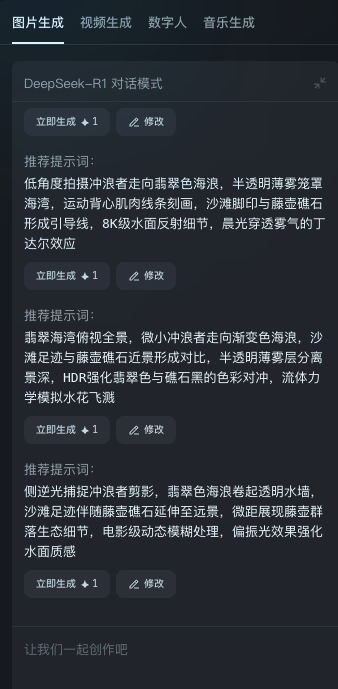 图片生成 视频生成 数字人 音乐生成
DeepSeek-R1 对话模式
立即生成 1 修改
推荐提示词:
低角度拍摄冲浪者走向翡翠色海浪，半透明薄雾笼罩
海湾，运动背心肌肉线条刻画，沙滩脚印与藤壶礁石
形成引导线，8K级水面反射细节，晨光穿透雾气的丁
达尔效应
立即生成 1 修改
推荐提示词:
翡翠海湾俯视全景，微小冲浪者走向渐变色海浪，沙
滩足迹与藤壶礁石近景形成对比，半透明薄雾层分离
景深，HDR强化翡翠色与礁石黑的色彩对冲，流体力
学模拟水花飞溅
立即生成 1 修改
推荐提示词:
侧逆光捕捉冲浪者剪影，翡翠色海浪卷起透明水墙，
沙滩足迹伴随藤壶礁石延伸至远景，微距展现藤壶群
落生态细节，电影级动态模糊处理，偏振光效果强化
水面质感
立即生成 1 修改
让我们一起创作吧